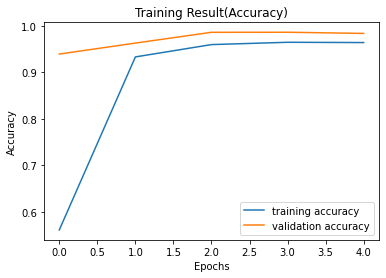 Training Result(Accuracy)
1.0
0.9
0.8
0.7
0.6
Accuracy
training accuracy
validation accuracy
0.0 0.5 1.0 1.5 2.0 2.5 3.0 3.5 4.0
Epochs